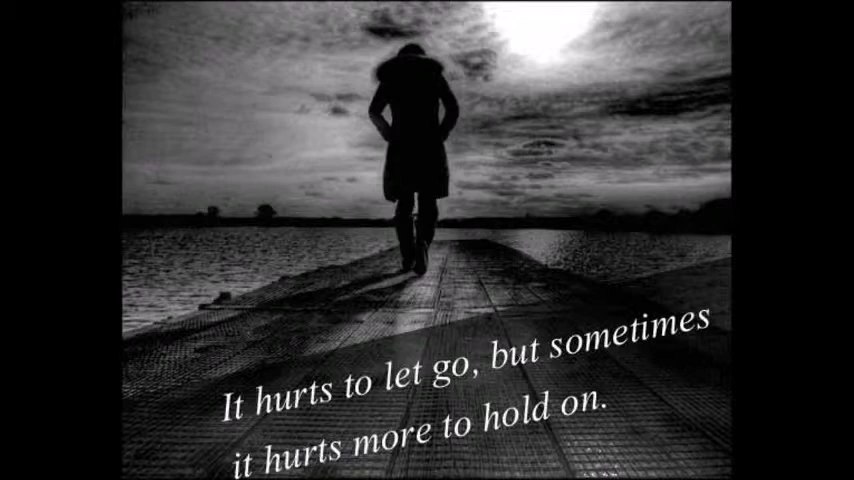 It hurts to let go, but sometimes
it hurts more to hold on.